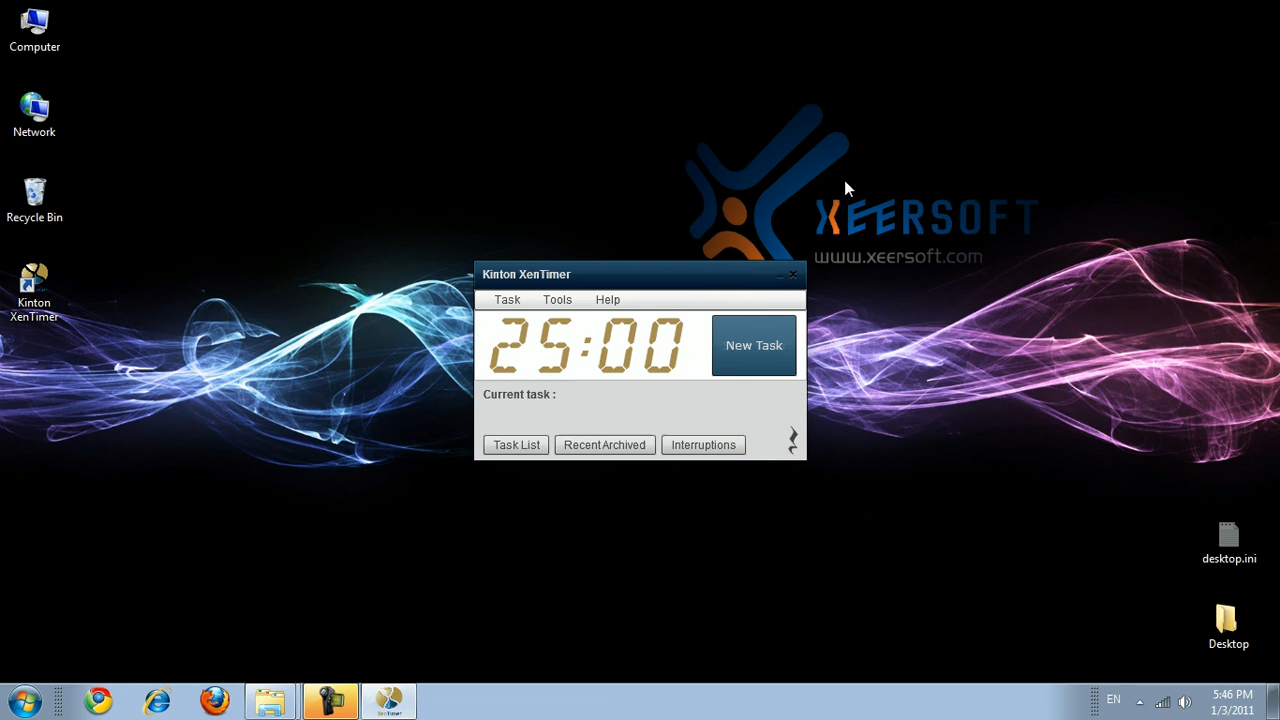 Computer
Network
Recycle Bin
Kinton
XenTimer
XEERSOFT
www.xeersoft.com
Kinton XenTimer
Task Tools Help
25:00
New Task
Current task :
Task List Recent Archived Interruptions
desktop.ini
Desktop
XenTimer
EN
5:46 PM
1/3/2011